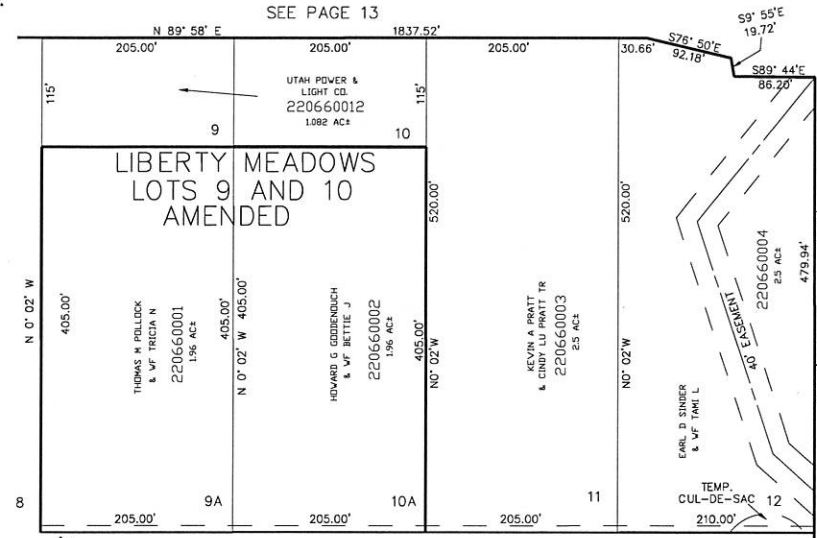 SEE PAGE 13
N 89° 58' E
1837.52'
S9° 55'E
19.72'
205.00'
205.00'
205.00'
30.66'
S76° 50'E
92.18'
S89° 44'E
86.20'
115'
UTAH POWER &
LIGHT CO.
220660012
1.082 AC±
115'
9
10
LIBERTY MEADOWS
LOTS 9 AND 10
AMENDED
520.00'
520.00'
220660004
2.5 AC±
479.94'
N 0° 02' W
405.00'
THOMAS M POLLOCK
& WF TRICIA N
220660001
1.96 AC±
405.00'
N 0° 02' W 405.00'
HOWARD G GODDENOUCH
& WF BETTIE J
220660002
1.96 AC±
405.00'
N0° 02'W
KEVIN A PRATT
& CINDY LU PRATT TR
220660003
2.5 AC±
N0° 02'W
40' EASEMENT
EARL D SINDER
& WF TAMI L
8
9A
10A
11
TEMP.
CUL-DE-SAC
12
205.00'
205.00'
205.00'
210.00'